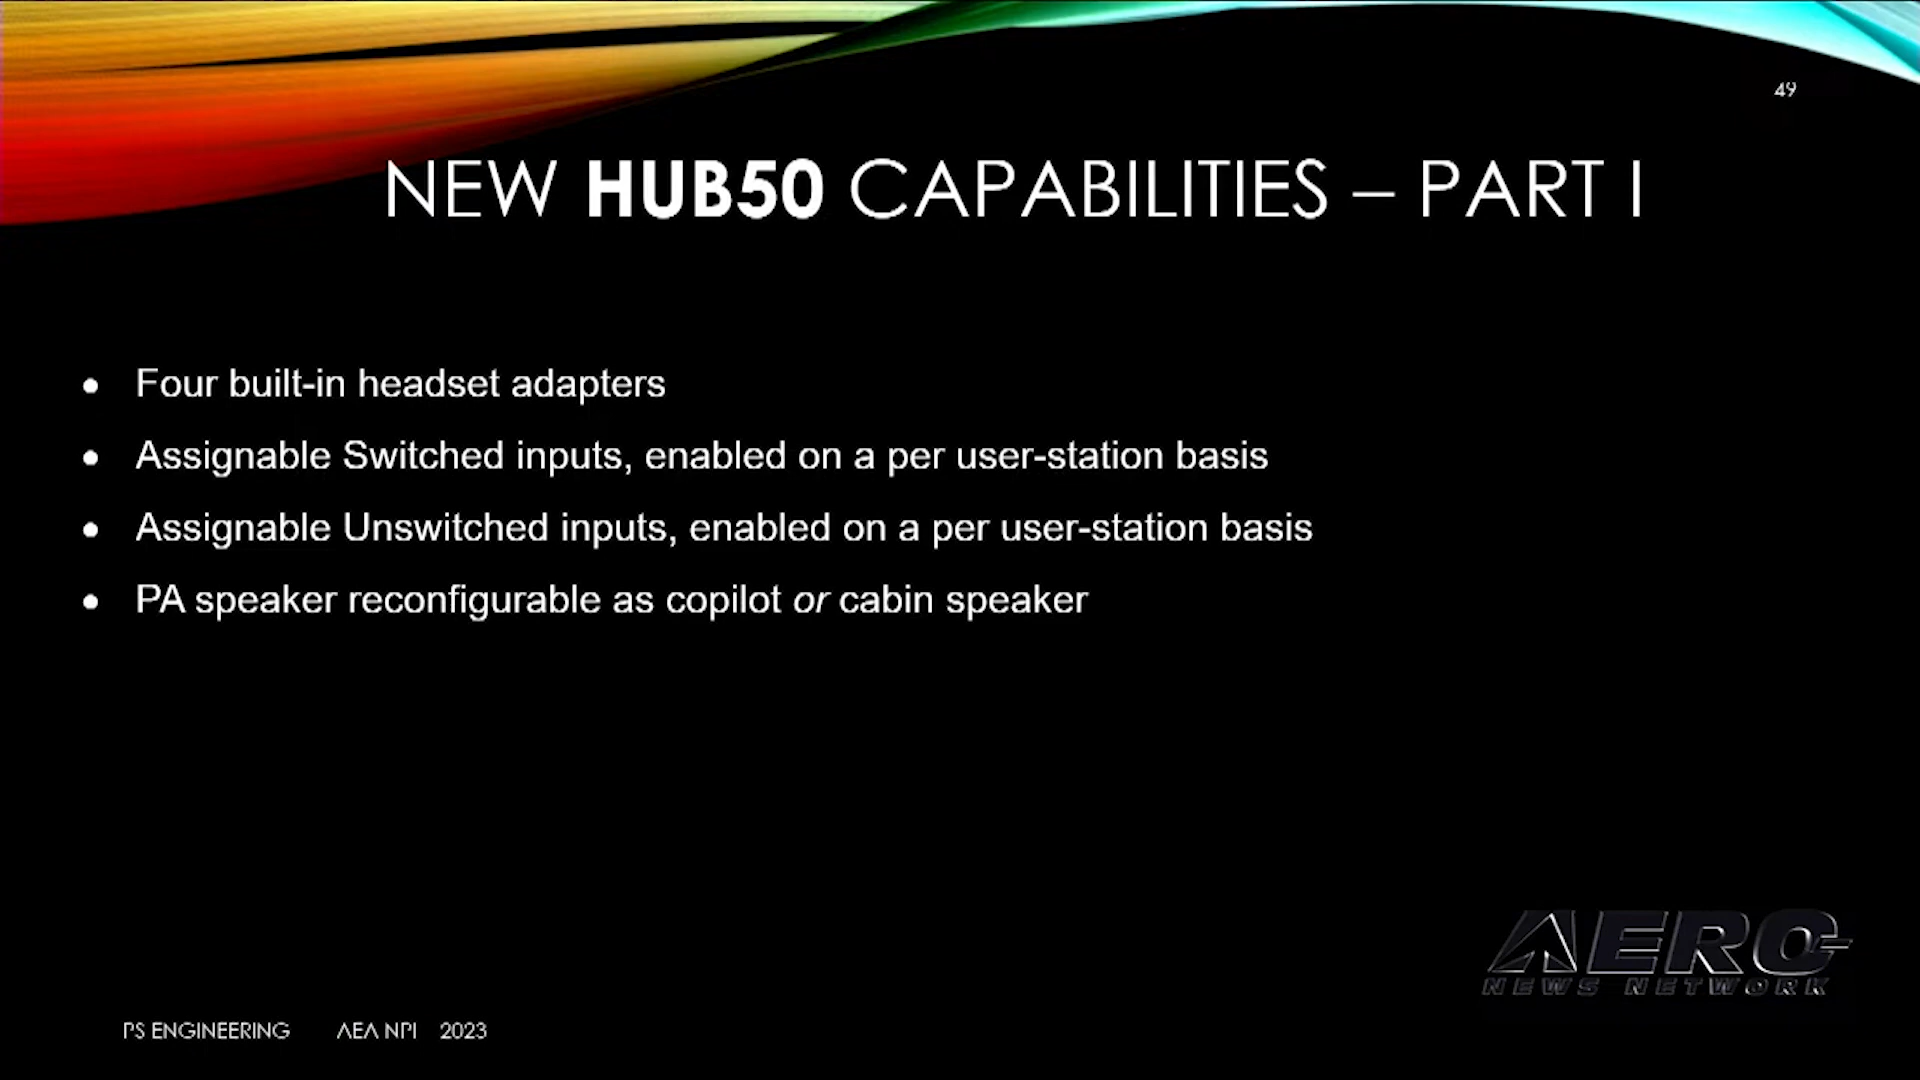 49
NEW HUB50 CAPABILITIES – PART I
• Four built-in headset adapters
• Assignable Switched inputs, enabled on a per user-station basis
• Assignable Unswitched inputs, enabled on a per user-station basis
• PA speaker reconfigurable as copilot or cabin speaker
AERO
NEWS NETWORK
PS ENGINEERING AEA NPI 2023